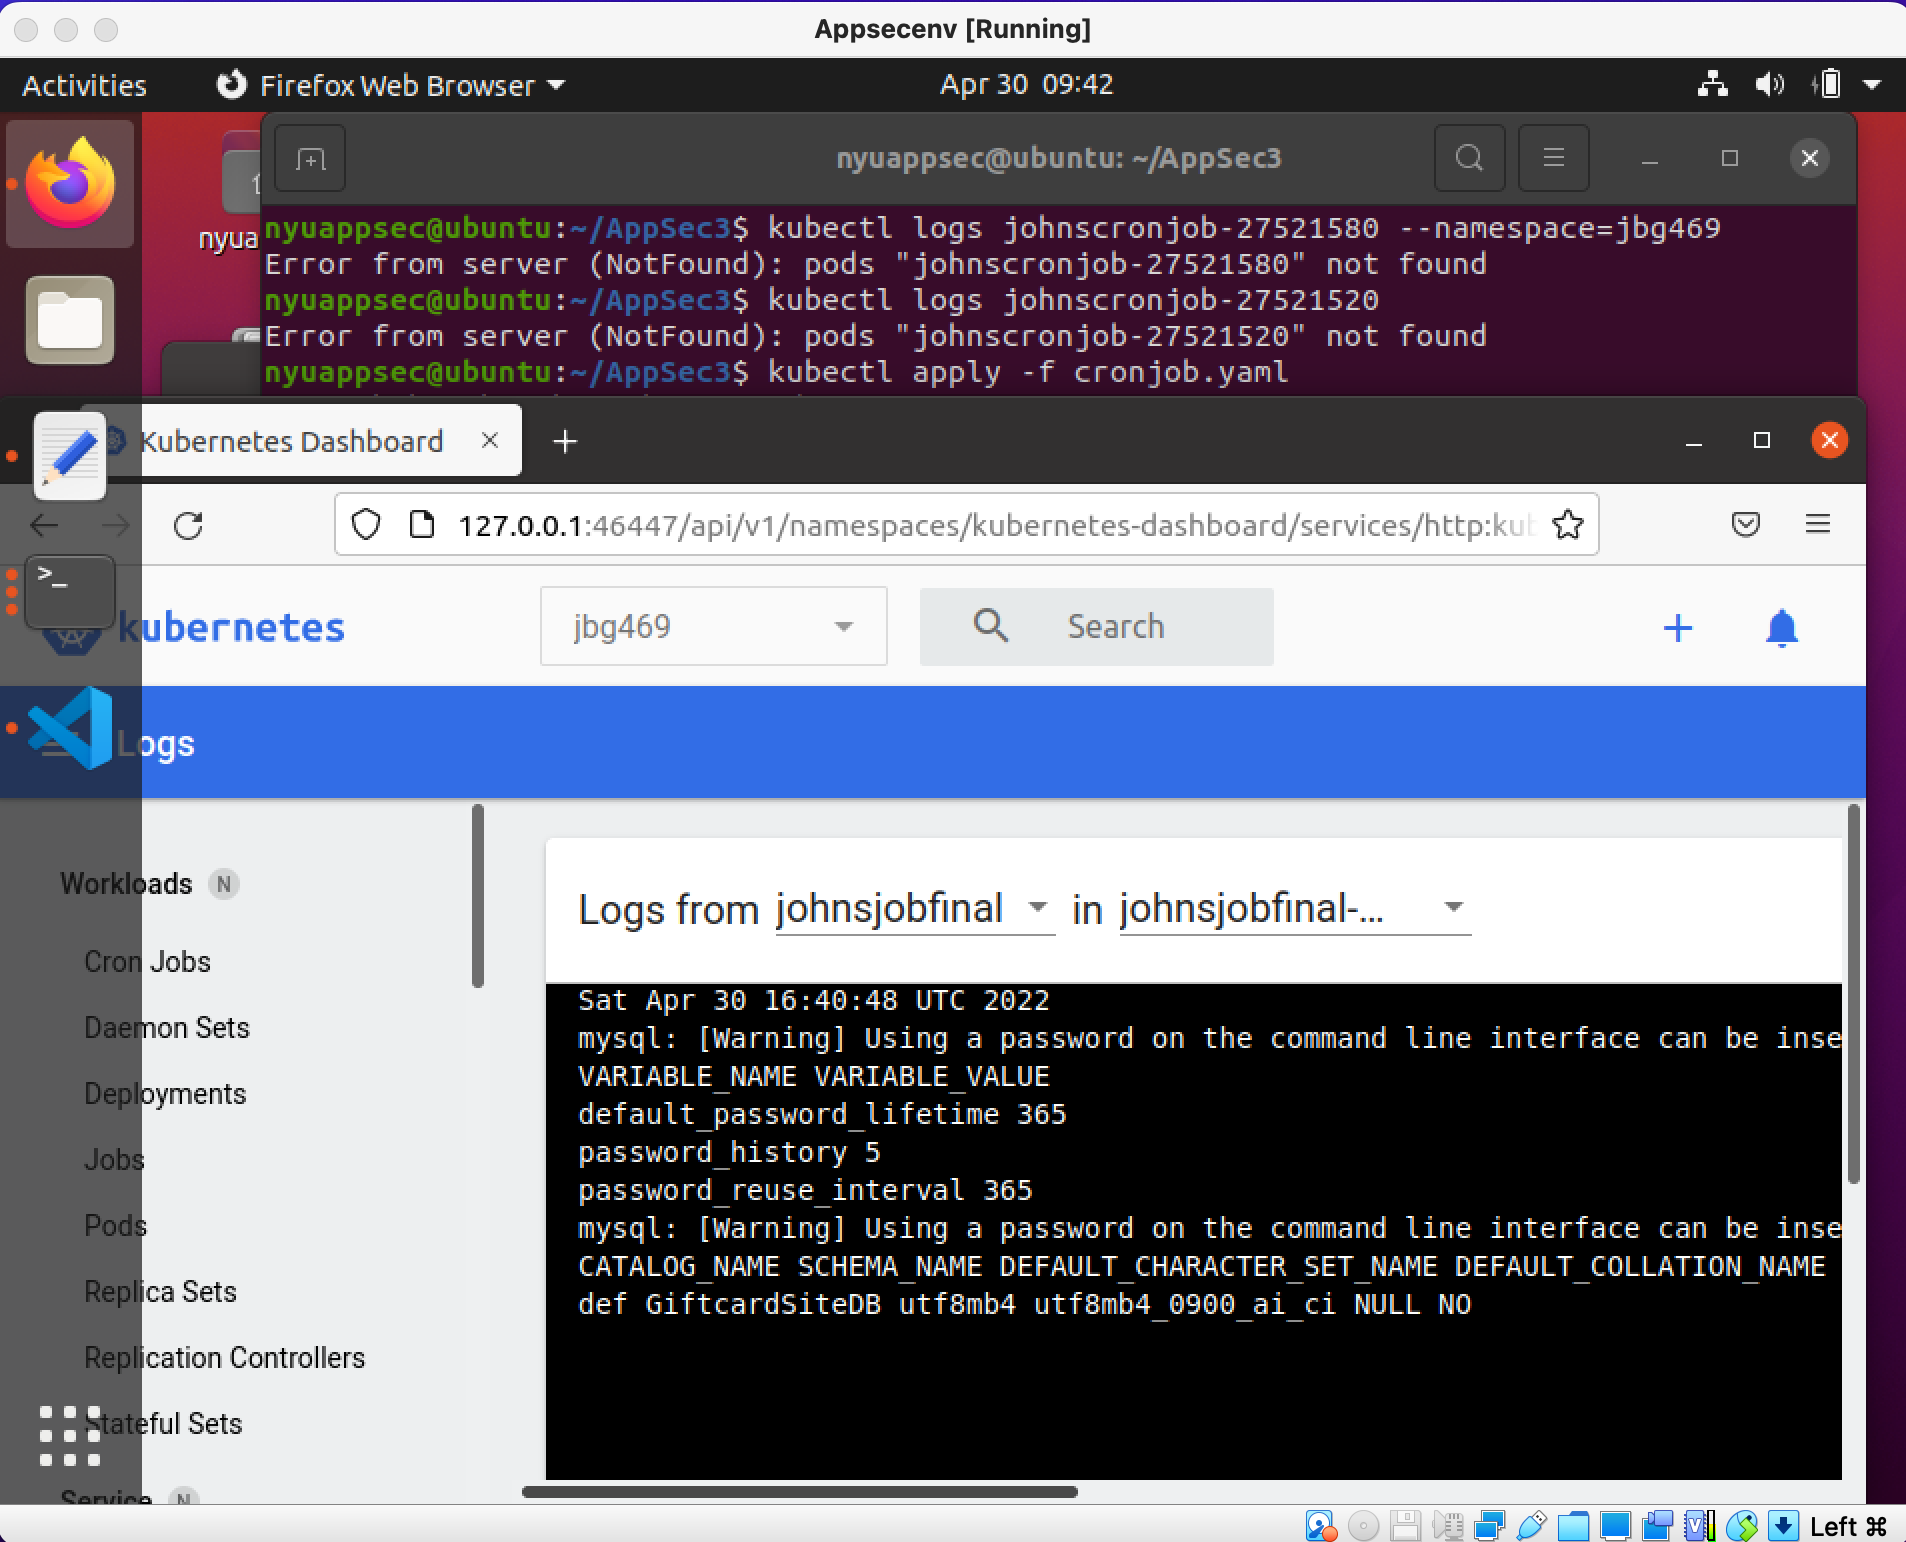 Appsecenv [Running]
Activities
Firefox Web Browser
Apr 30 09:42
nyuappsec@ubuntu: ~/AppSec3
nyua
nyuappsec@ubuntu:~/AppSec3$ kubectl logs johnscronjob-27521580 --namespace=jbg469
Error from server (NotFound): pods "johnscronjob-27521580" not found
nyuappsec@ubuntu:~/AppSec3$ kubectl logs johnscronjob-27521520
Error from server (NotFound): pods "johnscronjob-27521520" not found
nyuappsec@ubuntu:~/AppSec3$ kubectl apply -f cronjob.yaml
Kubernetes Dashboard
127.0.0.1:46447/api/v1/namespaces/kubernetes-dashboard/services/http:kub
kubernetes
jbg469
Search
Logs
Workloads N
Cron Jobs
Daemon Sets
Deployments
Jobs
Pods
Replica Sets
Replication Controllers
Stateful Sets
Service N
Logs from johnsjobfinal in johnsjobfinal-...
Sat Apr 30 16:40:48 UTC 2022
mysql: [Warning] Using a password on the command line interface can be inse
VARIABLE_NAME VARIABLE_VALUE
default_password_lifetime 365
password_history 5
password_reuse_interval 365
mysql: [Warning] Using a password on the command line interface can be inse
CATALOG_NAME SCHEMA_NAME DEFAULT_CHARACTER_SET_NAME DEFAULT_COLLATION_NAME
def GiftcardSiteDB utf8mb4 utf8mb4_0900_ai_ci NULL NO
Left ⌘